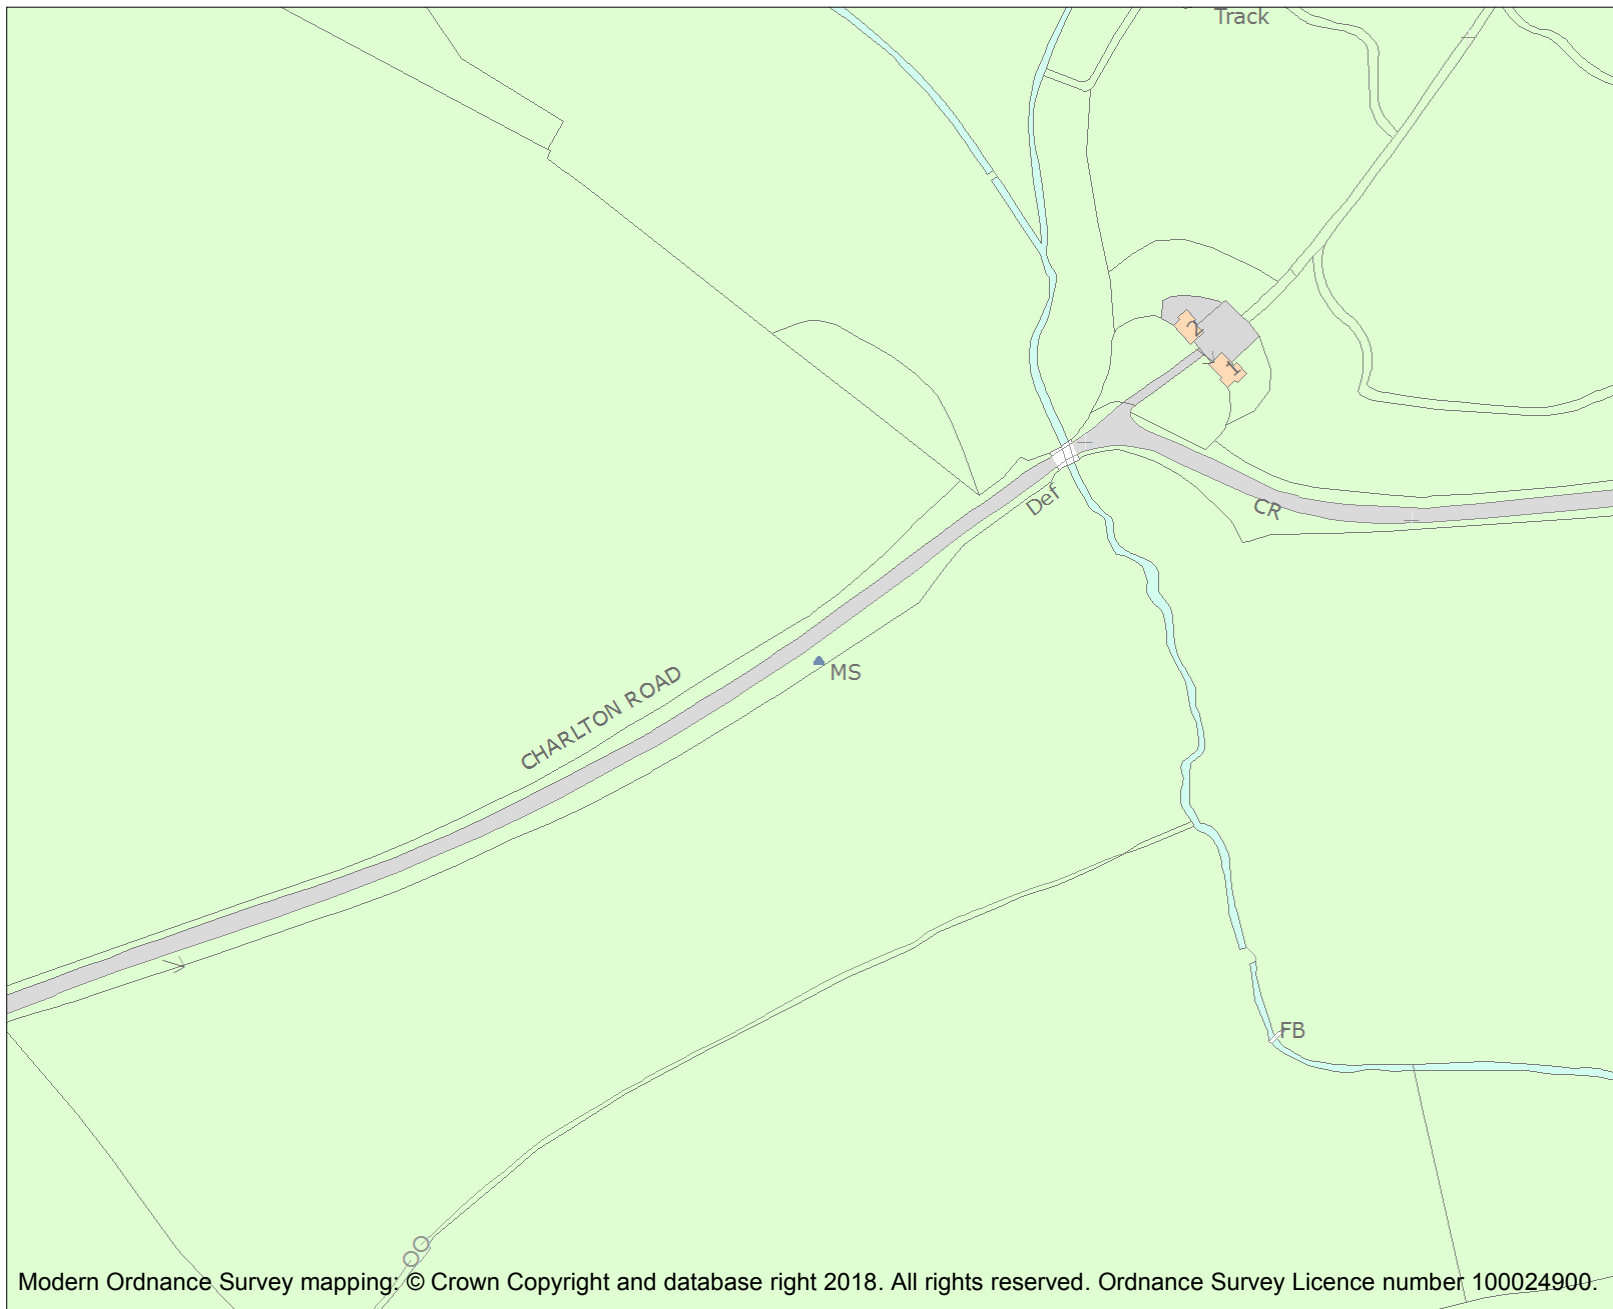 Track
2
1
Def
CR
MS
CHARLTON ROAD
FB
Modern Ordnance Survey mapping: © Crown Copyright and database right 2018. All rights reserved. Ordnance Survey Licence number 100024900.